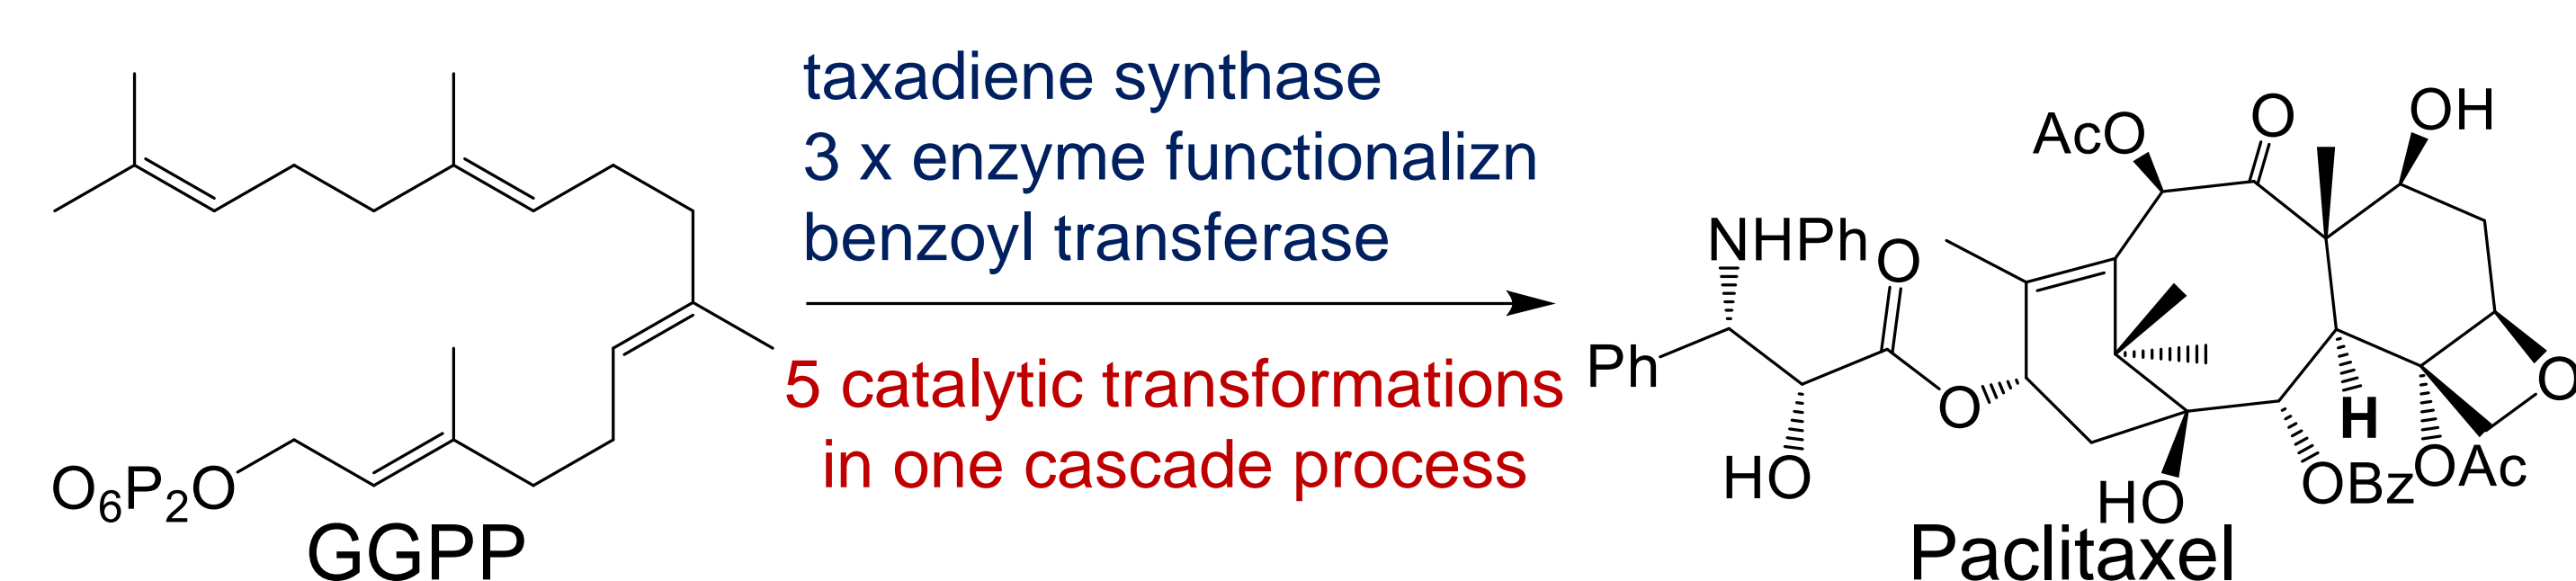 taxadiene synthase
3 x enzyme functionalizn
benzoyl transferase
5 catalytic transformations
in one cascade process
O6P2O
GGPP
AcO
O
OH
NHPh
O
Ph
O
HO
HO
OBz
H
OAc
O
Paclitaxel